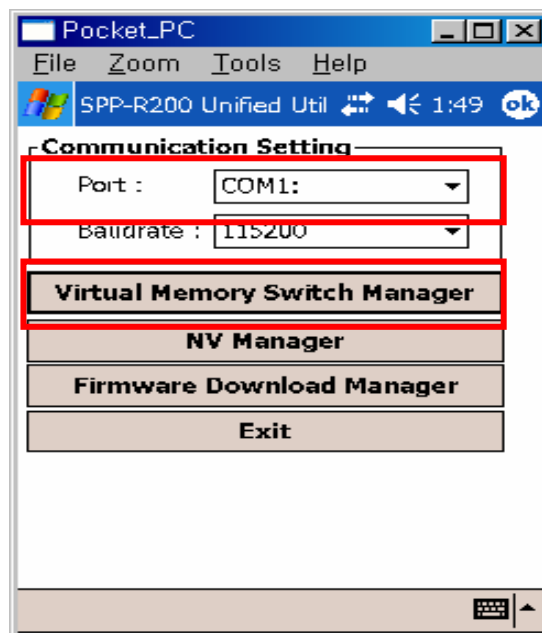 Pocket_PC
File Zoom Tools Help
SPP-R200 Unified Util 1:49 ok
Communication Setting
Port : COM1:
Baudrate : 115200
Virtual Memory Switch Manager
NV Manager
Firmware Download Manager
Exit